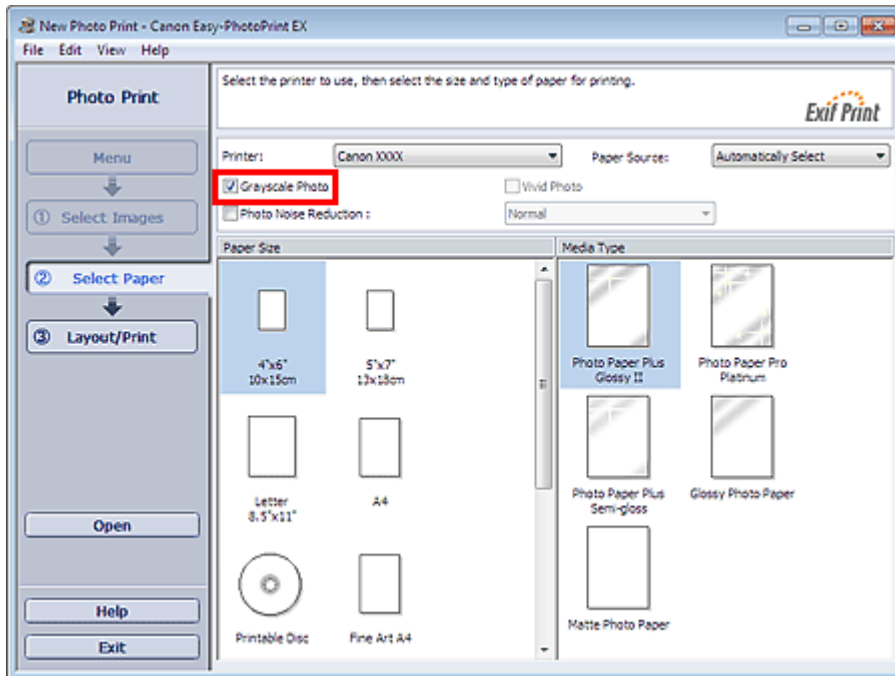 New Photo Print - Canon Easy-PhotoPrint EX
File Edit View Help
Photo Print
Menu
① Select Images
② Select Paper
③ Layout/Print
Open
Help
Exit
Select the printer to use, then select the size and type of paper for printing.
Exif Print
Printer: Canon XXXX Paper Source: Automatically Select
Grayscale Photo Vivid Photo
Photo Noise Reduction : Normal
Paper Size
4"x6"
10x15cm
5"x7"
13x18cm
Letter
8.5"x11"
A4
Printable Disc
Fine Art A4
Media Type
Photo Paper Plus
Glossy II
Photo Paper Pro
Platinum
Photo Paper Plus
Semi-gloss
Glossy Photo Paper
Matte Photo Paper